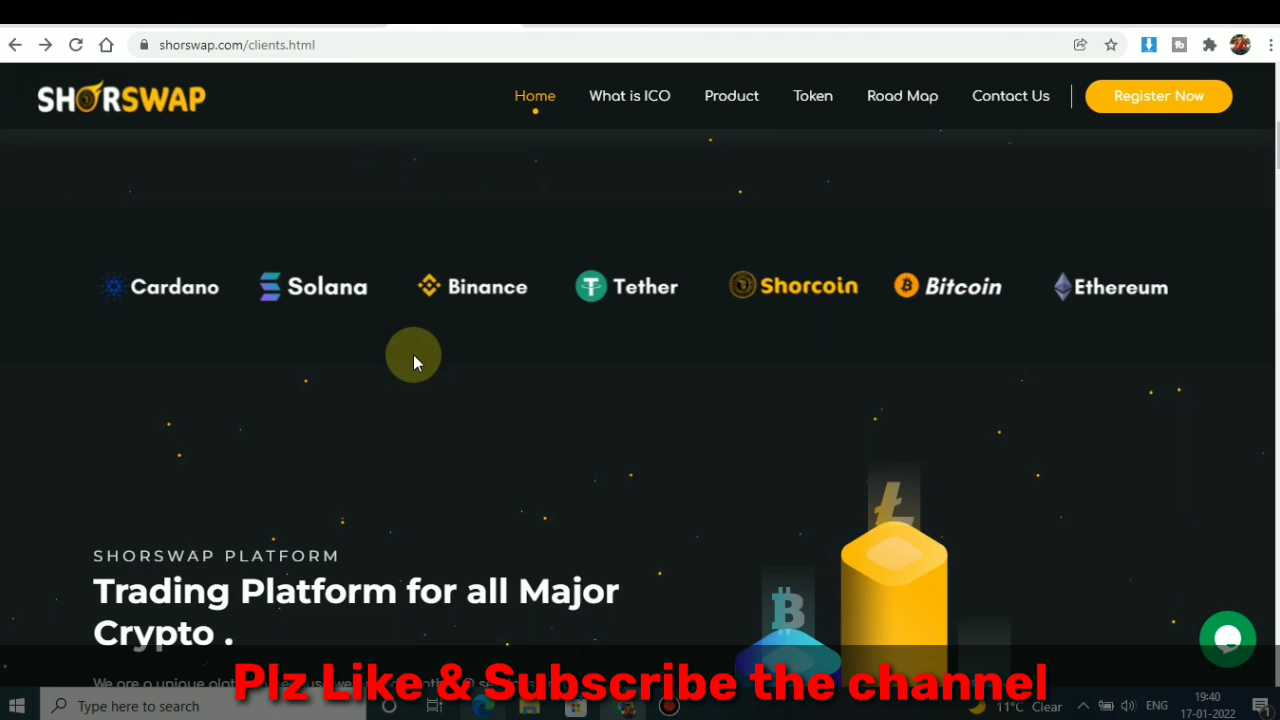 shorswap.com/clients.html
SHORSWAP
Home What is ICO Product Token Road Map Contact Us Register Now
Cardano Solana Binance Tether Shorcoin Bitcoin Ethereum
SHORSWAP PLATFORM
Trading Platform for all Major
Crypto .
Plz Like & Subscribe the channel
Type here to search
11°C Clear
ENG
19:40
17-01-2022